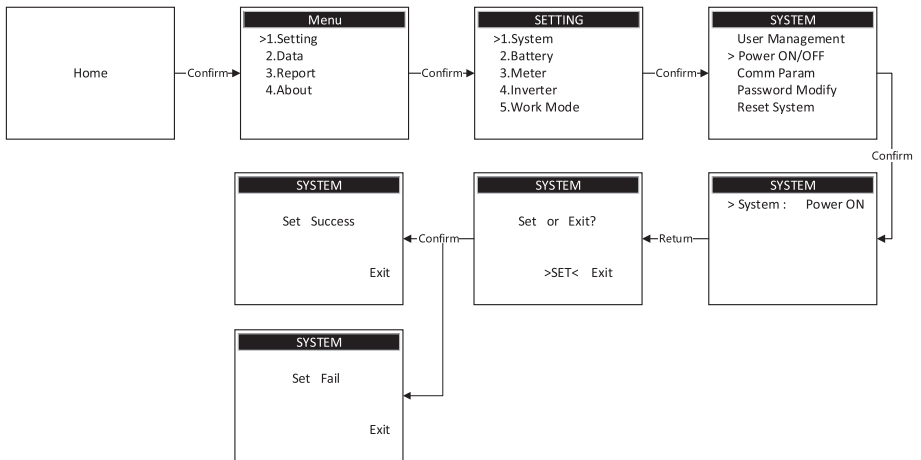 Home
Confirm
Menu
>1.Setting
2.Data
3.Report
4.About
Confirm
SETTING
>1.System
2.Battery
3.Meter
4.Inverter
5.Work Mode
Confirm
SYSTEM
User Management
> Power ON/OFF
Comm Param
Password Modify
Reset System
Confirm
SYSTEM
> System : Power ON
Return
SYSTEM
Set or Exit?
>SET< Exit
Confirm
SYSTEM
Set Success
Exit
SYSTEM
Set Fail
Exit